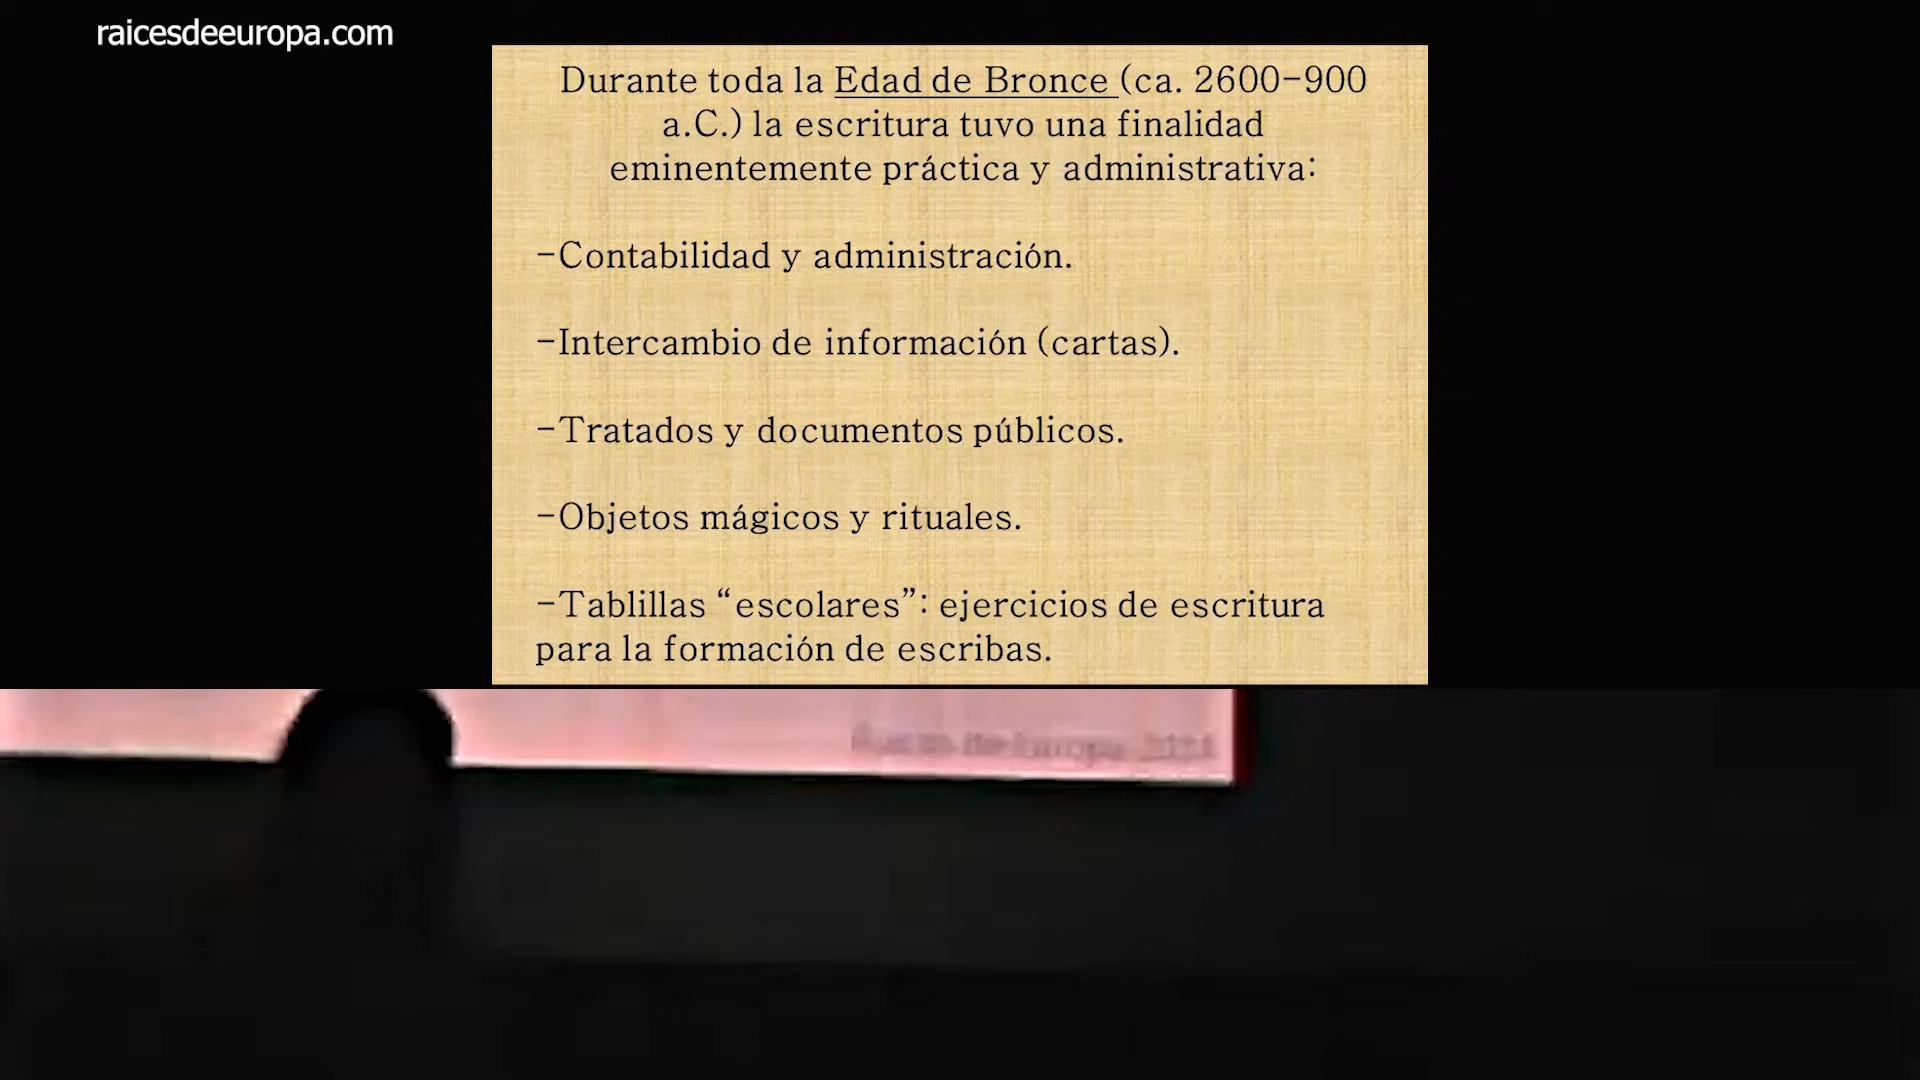 raicesdeeuropa.com
Durante toda la Edad de Bronce (ca. 2600-900
a.C.) la escritura tuvo una finalidad
eminentemente práctica y administrativa:
-Contabilidad y administración.
-Intercambio de información (cartas).
-Tratados y documentos públicos.
-Objetos mágicos y rituales.
-Tablillas “escolares”: ejercicios de escritura
para la formación de escribas.
de Europa